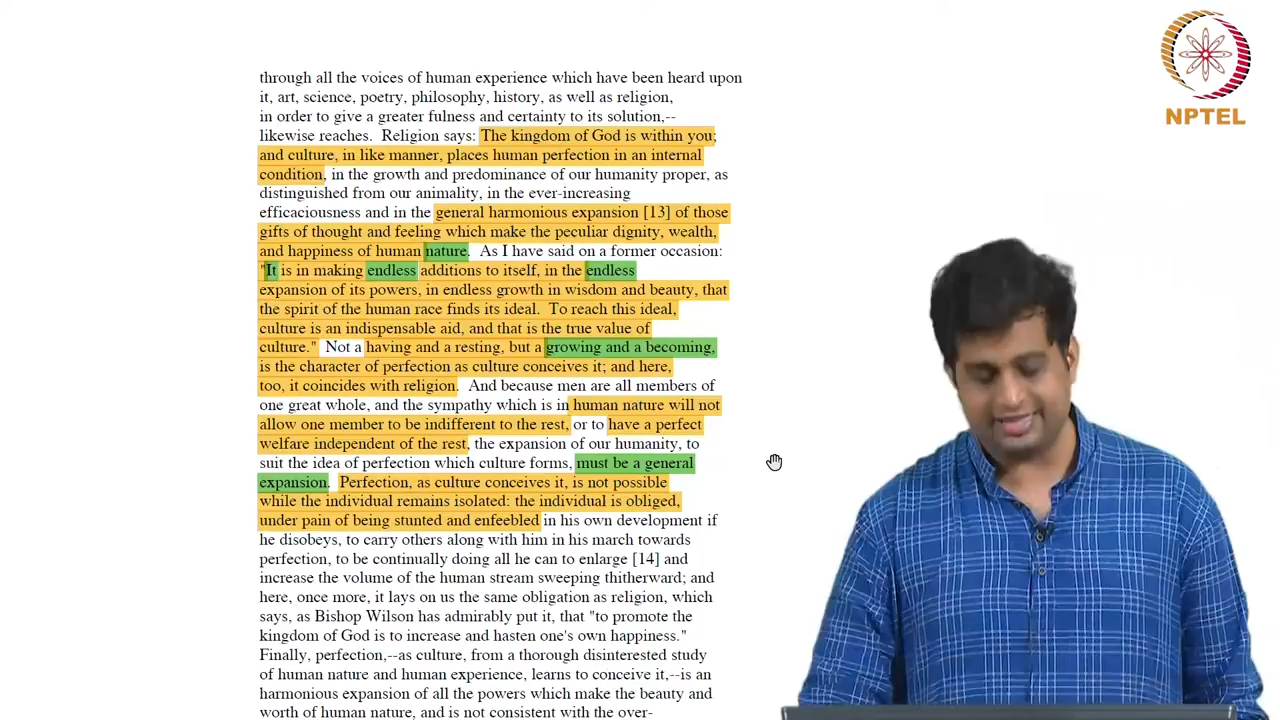 through all the voices of human experience which have been heard upon
it, art, science, poetry, philosophy, history, as well as religion,
in order to give a greater fulness and certainty to its solution,--
likewise reaches.  Religion says: The kingdom of God is within you;
and culture, in like manner, places human perfection in an internal
condition, in the growth and predominance of our humanity proper, as
distinguished from our animality, in the ever-increasing
efficaciousness and in the general harmonious expansion [13] of those
gifts of thought and feeling which make the peculiar dignity, wealth,
and happiness of human nature.  As I have said on a former occasion:
"It is in making endless additions to itself, in the endless
expansion of its powers, in endless growth in wisdom and beauty, that
the spirit of the human race finds its ideal.  To reach this ideal,
culture is an indispensable aid, and that is the true value of
culture."  Not a having and a resting, but a growing and a becoming,
is the character of perfection as culture conceives it; and here,
too, it coincides with religion.  And because men are all members of
one great whole, and the sympathy which is in human nature will not
allow one member to be indifferent to the rest, or to have a perfect
welfare independent of the rest, the expansion of our humanity, to
suit the idea of perfection which culture forms, must be a general
expansion.  Perfection, as culture conceives it, is not possible
while the individual remains isolated: the individual is obliged,
under pain of being stunted and enfeebled in his own development if
he disobeys, to carry others along with him in his march towards
perfection, to be continually doing all he can to enlarge [14] and
increase the volume of the human stream sweeping thitherward; and
here, once more, it lays on us the same obligation as religion, which
says, as Bishop Wilson has admirably put it, that "to promote the
kingdom of God is to increase and hasten one's own happiness."
Finally, perfection,--as culture, from a thorough disinterested study
of human nature and human experience, learns to conceive it,--is an
harmonious expansion of all the powers which make the beauty and
worth of human nature, and is not consistent with the over-
NPTEL